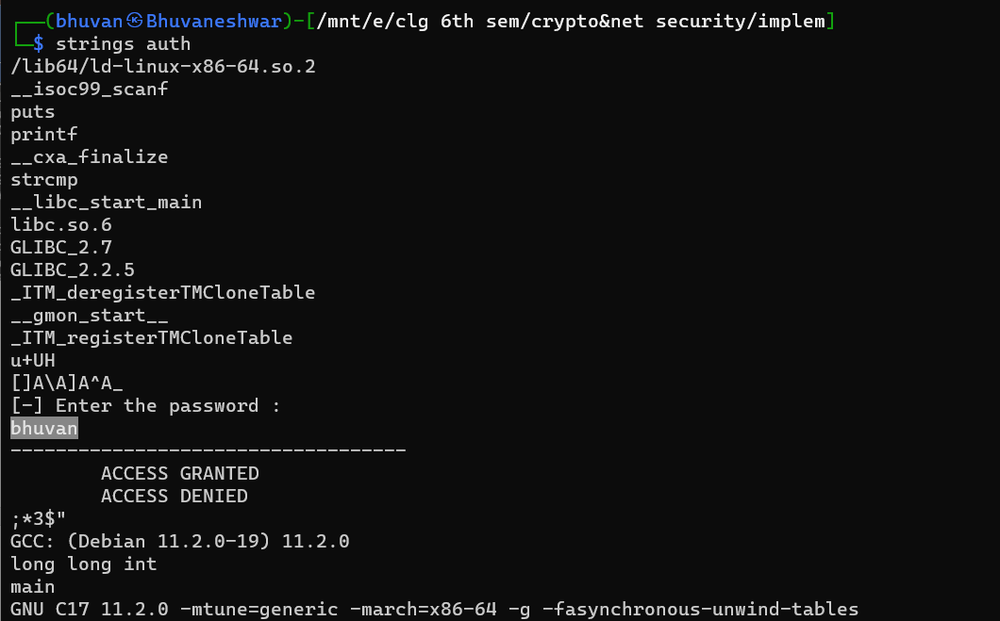 ┌──(bhuvan㉿Bhuvaneshwar)-[/mnt/e/clg 6th sem/crypto&net security/implem]
└─$ strings auth
/lib64/ld-linux-x86-64.so.2
__isoc99_scanf
puts
printf
__cxa_finalize
strcmp
__libc_start_main
libc.so.6
GLIBC_2.7
GLIBC_2.2.5
_ITM_deregisterTMCloneTable
__gmon_start__
_ITM_registerTMCloneTable
u+UH
[]A\A]A^A_
[-] Enter the password :
bhuvan
-----------------------------------
        ACCESS GRANTED
        ACCESS DENIED
;*3$"
GCC: (Debian 11.2.0-19) 11.2.0
long long int
main
GNU C17 11.2.0 -mtune=generic -march=x86-64 -g -fasynchronous-unwind-tables